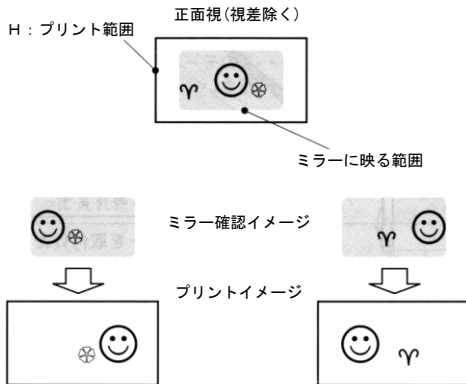 正面視(視差除く)
H:プリント範囲
ミラーに映る範囲
ミラー確認イメージ
プリントイメージ